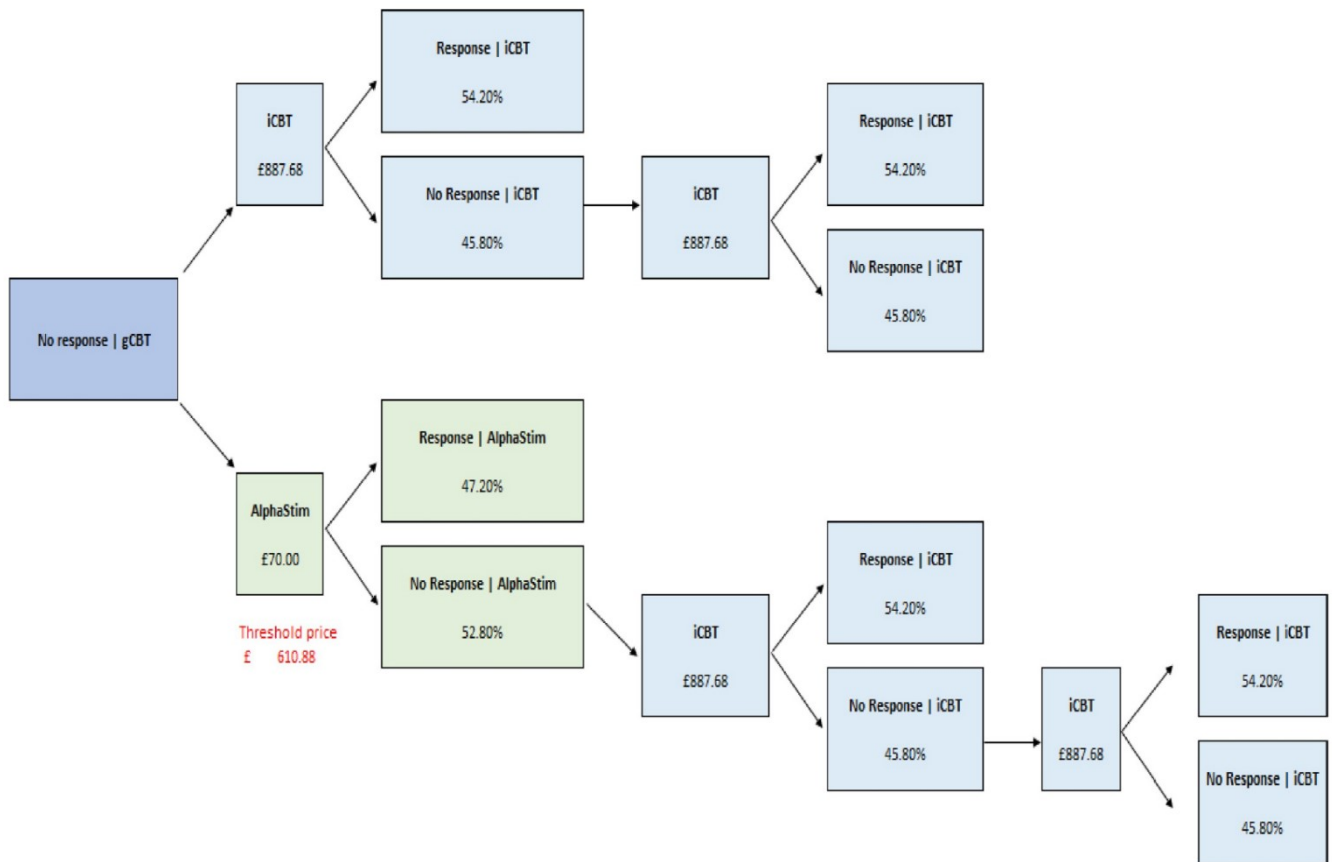 No response | gCBT
iCBT
£887.68
Response | iCBT
54.20%
No Response | iCBT
45.80%
iCBT
£887.68
Response | iCBT
54.20%
No Response | iCBT
45.80%
AlphaStim
£70.00
Threshold price
£ 610.88
Response | AlphaStim
47.20%
No Response | AlphaStim
52.80%
iCBT
£887.68
Response | iCBT
54.20%
No Response | iCBT
45.80%
iCBT
£887.68
Response | iCBT
54.20%
No Response | iCBT
45.80%